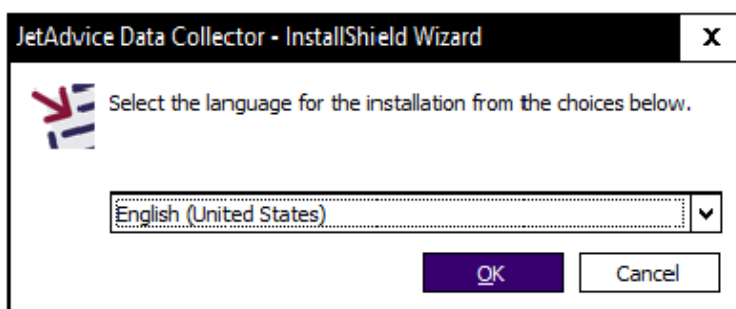 JetAdvice Data Collector - InstallShield Wizard X
Select the language for the installation from the choices below.
English (United States)
OK Cancel